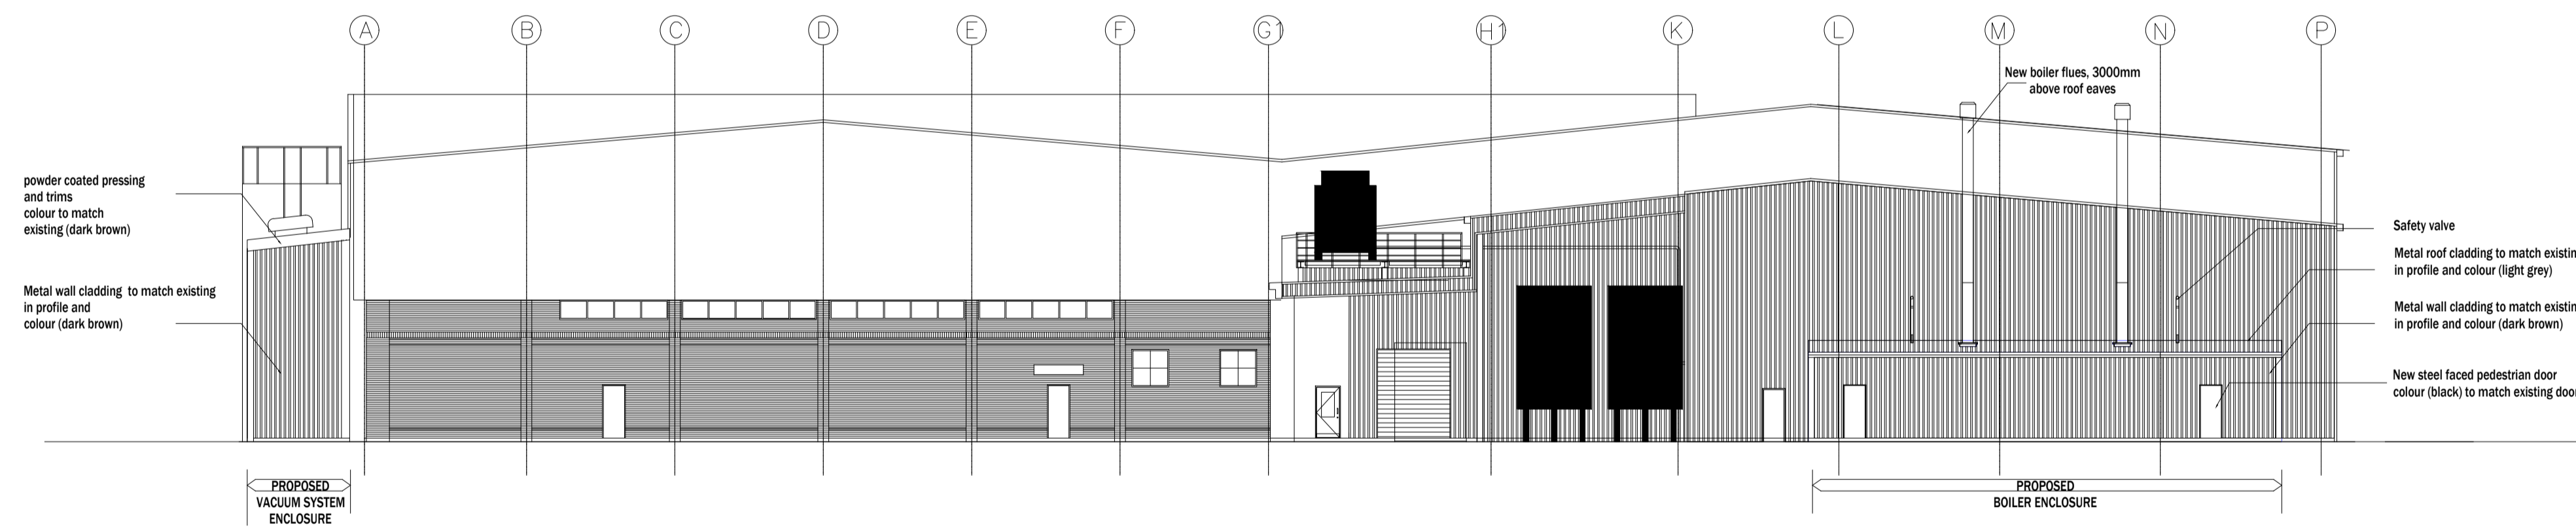 A B C D E F G1 H1 K L M N P
New boiler flues, 3000mm
above roof eaves
powder coated pressing
and trims
colour to match
existing (dark brown)
Metal wall cladding to match existing
in profile and
colour (dark brown)
Safety valve
Metal roof cladding to match
in profile and colour (light grey)
Metal wall cladding to match
in profile and colour (dark brown)
New steel faced pedestrian door
colour (black) to match existing
PROPOSED
VACUUM SYSTEM
ENCLOSURE
PROPOSED
BOILER ENCLOSURE